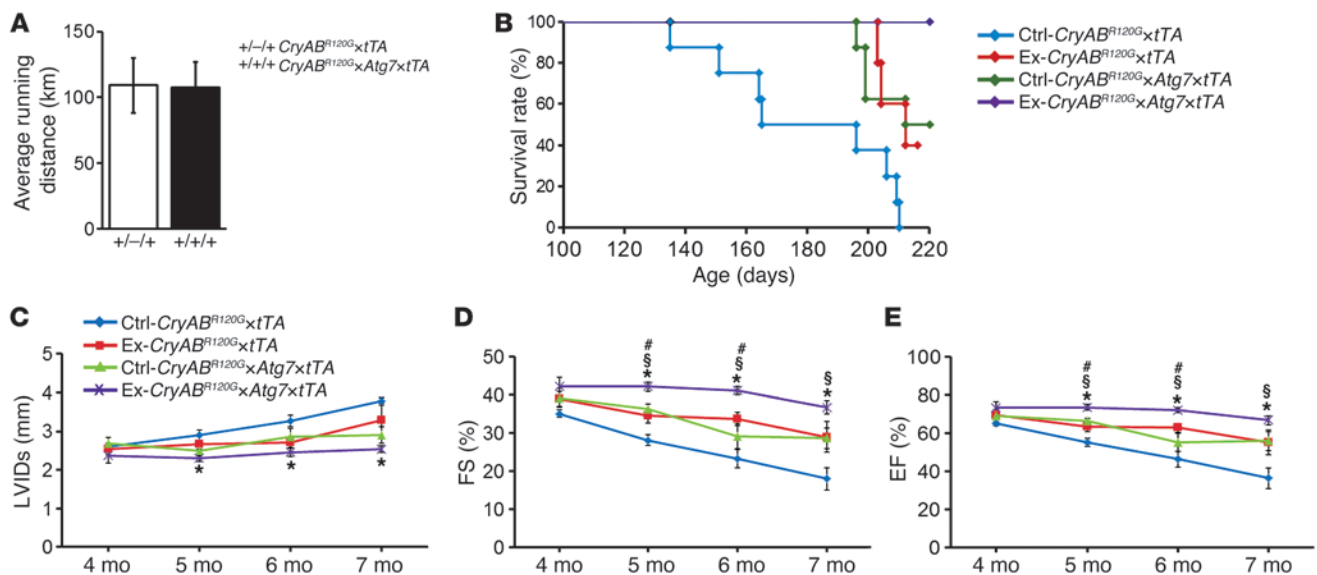 A
Average running
distance (km)
150
100
50
0
+/–/+
+/+/+
+/–/+ CryAB^R120G×tTA
+/+/+ CryAB^R120G×Atg7×tTA
B
Survival rate (%)
100
80
60
40
20
0
100 120 140 160 180 200 220
Age (days)
Ctrl-CryAB^R120G×tTA
Ex-CryAB^R120G×tTA
Ctrl-CryAB^R120G×Atg7×tTA
Ex-CryAB^R120G×Atg7×tTA
C
Ctrl-CryAB^R120G×tTA
Ex-CryAB^R120G×tTA
Ctrl-CryAB^R120G×Atg7×tTA
Ex-CryAB^R120G×Atg7×tTA
LVIDs (mm)
5
4
3
2
1
0
* * *
4 mo 5 mo 6 mo 7 mo
D
FS (%)
50
40
30
20
10
0
# #
§ § §
* * *
4 mo 5 mo 6 mo 7 mo
E
EF (%)
100
80
60
40
20
0
# #
§ § §
* * *
4 mo 5 mo 6 mo 7 mo